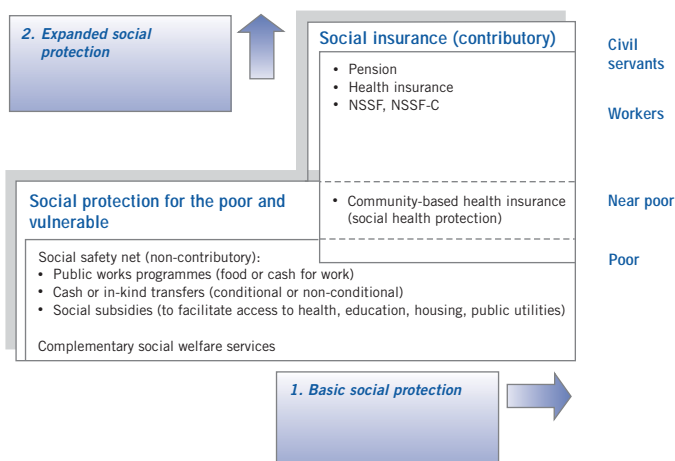 2. Expanded social
protection
Social insurance (contributory)
• Pension
• Health insurance
• NSSF, NSSF-C
Civil
servants
Workers
Social protection for the poor and
vulnerable
• Community-based health insurance
(social health protection)
Near poor
Poor
Social safety net (non-contributory):
• Public works programmes (food or cash for work)
• Cash or in-kind transfers (conditional or non-conditional)
• Social subsidies (to facilitate access to health, education, housing, public utilities)
Complementary social welfare services
1. Basic social protection